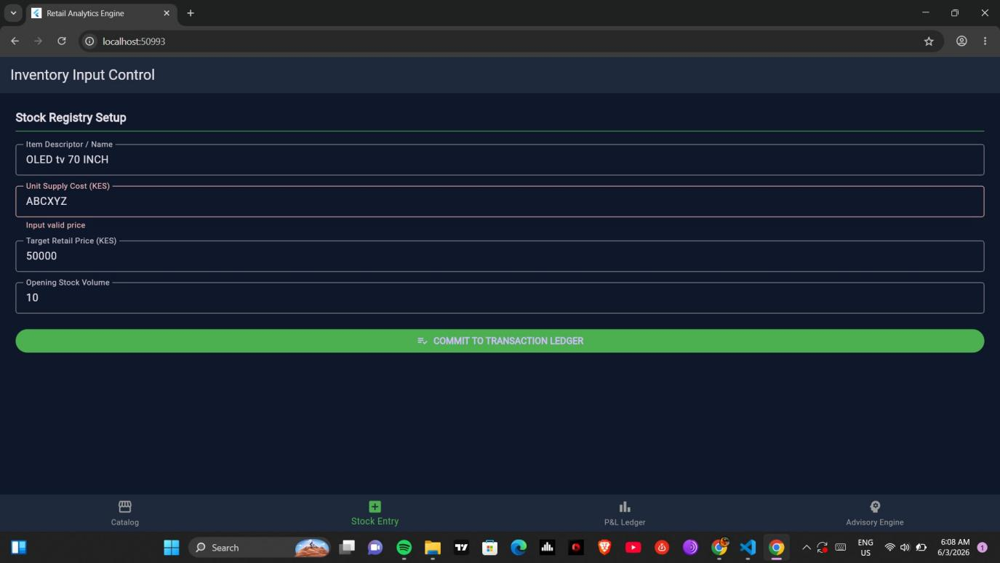 Retail Analytics Engine
localhost:50993
Inventory Input Control
Stock Registry Setup
Item Descriptor / Name
OLED tv 70 INCH
Unit Supply Cost (KES)
ABCXYZ
Input valid price
Target Retail Price (KES)
50000
Opening Stock Volume
10
COMMIT TO TRANSACTION LEDGER
Catalog
Stock Entry
P&L Ledger
Advisory Engine
Search
ENG
US
6:08 AM
6/3/2026
1